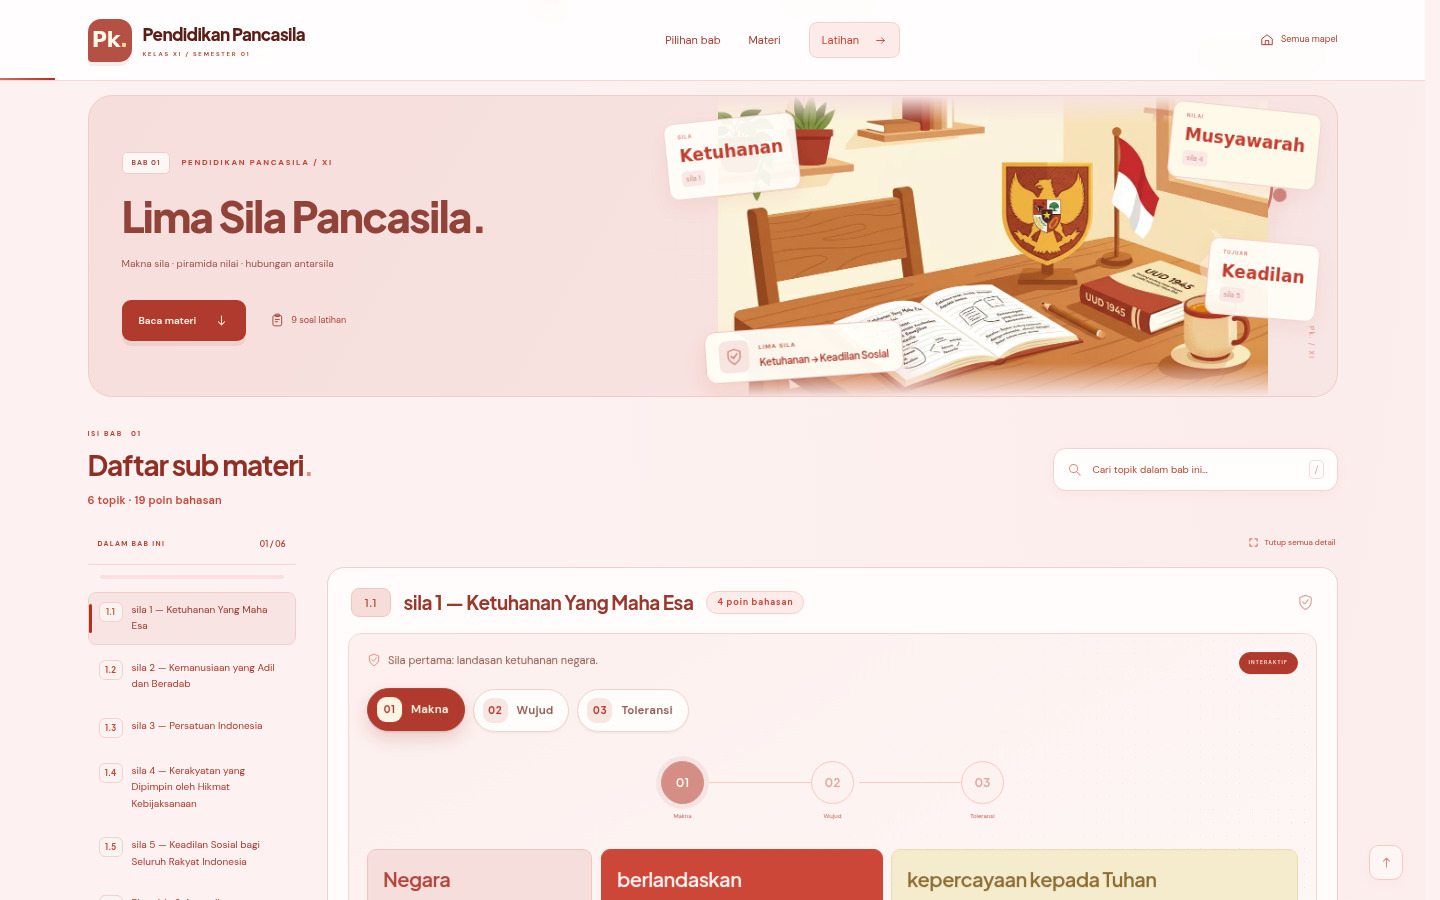 Pk.
Pendidikan Pancasila
KELAS XI / SEMESTER 01
Pilihan bab
Materi
Latihan →
Semua mapel
BAB 01
PENDIDIKAN PANCASILA / XI
Lima Sila Pancasila.
Makna sila · piramida nilai · hubungan antarsila
Baca materi ↓
9 soal latihan
SILA
Ketuhanan
sila 1
NILAI
Musyawarah
sila 4
TUJUAN
Keadilan
sila 5
UUD 1945
UUD 1945
LIMA SILA
Ketuhanan → Keadilan Sosial
Pk / XI
ISI BAB 01
Daftar sub materi.
6 topik · 19 poin bahasan
Cari topik dalam bab ini...
/
DALAM BAB INI
01 / 06
Tutup semua detail
1.1
sila 1 — Ketuhanan Yang Maha
Esa
1.2
sila 2 — Kemanusiaan yang Adil
dan Beradab
1.3
sila 3 — Persatuan Indonesia
1.4
sila 4 — Kerakyatan yang
Dipimpin oleh Hikmat
Kebijaksanaan
1.5
sila 5 — Keadilan Sosial bagi
Seluruh Rakyat Indonesia
1.1
sila 1 — Ketuhanan Yang Maha Esa
4 poin bahasan
Sila pertama: landasan ketuhanan negara.
INTERAKTIF
01 Makna
02 Wujud
03 Toleransi
01
02
03
Makna
Wujud
Toleransi
Negara
berlandaskan
kepercayaan kepada Tuhan
↑